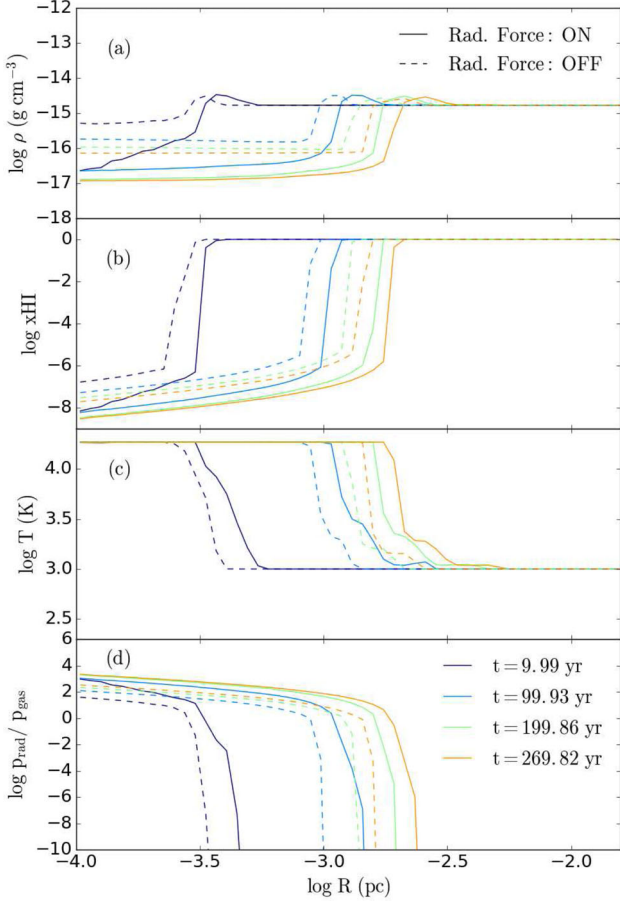 −12
−13
−14
−15
−16
−17
−18
log ρ (g cm⁻³)
(a)
Rad. Force: ON
Rad. Force: OFF
0
−2
−4
−6
−8
log xHI
(b)
4.0
3.5
3.0
2.5
log T (K)
(c)
6
4
2
0
−2
−4
−6
−8
−10
log p_rad/ p_gas
(d)
t=9.99 yr
t=99.93 yr
t=199.86 yr
t=269.82 yr
−4.0 −3.5 −3.0 −2.5 −2.0
log R (pc)